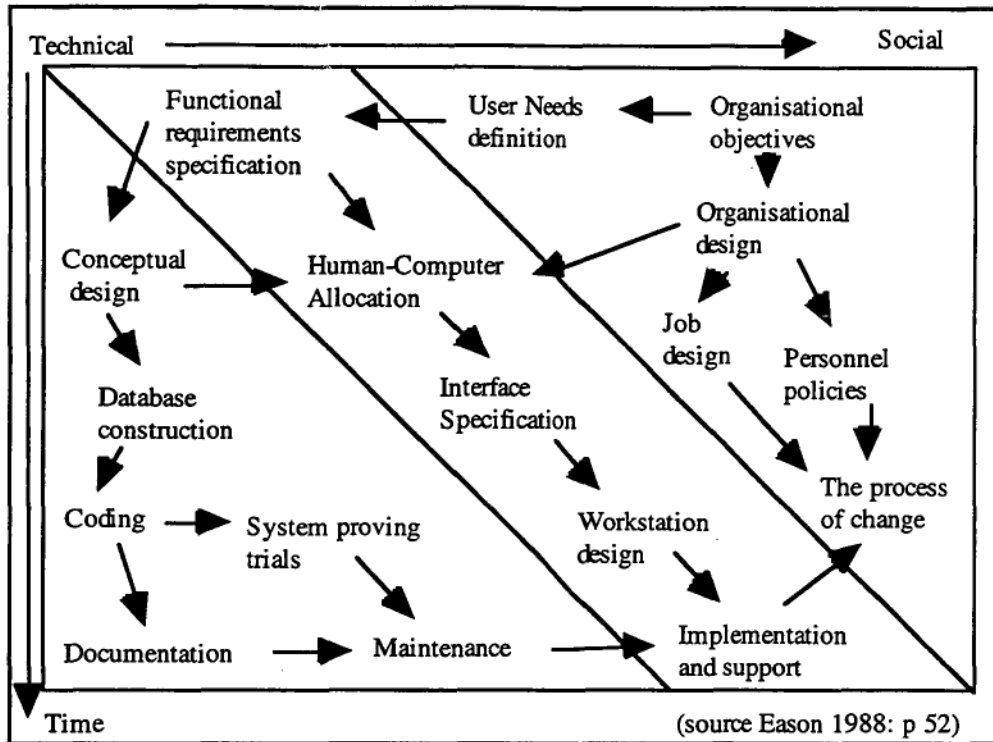 Technical
Social
Functional
requirements
specification
User Needs
definition
Organisational
objectives
Organisational
design
Conceptual
design
Human-Computer
Allocation
Job
design
Personnel
policies
Database
construction
Interface
Specification
The process
of change
Coding
System proving
trials
Workstation
design
Documentation
Maintenance
Implementation
and support
Time
(source Eason 1988: p 52)